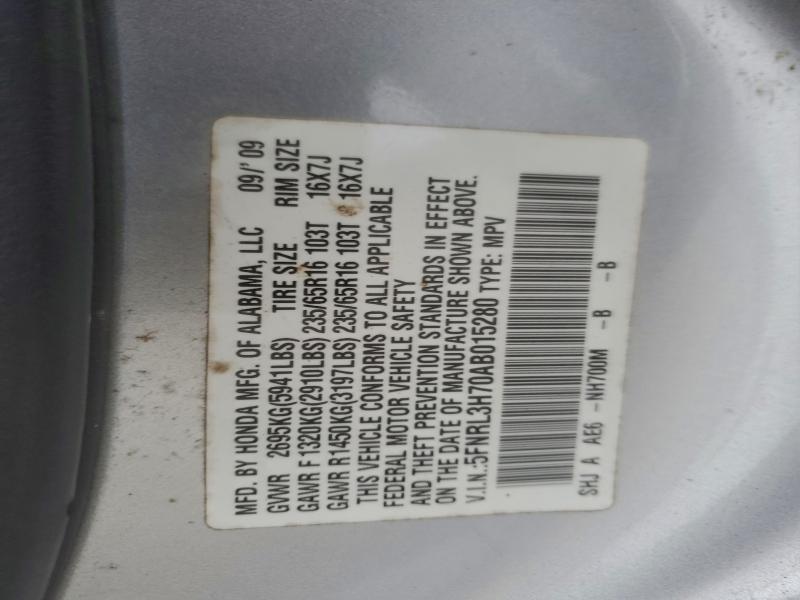 MFD. BY HONDA MFG. OF ALABAMA, LLC 09/'09
GVWR 2695KG(5941LBS) TIRE SIZE RIM SIZE
GAWR F 1320KG(2910LBS) 235/65R16 103T 16X7J
GAWR R1450KG(3197LBS) 235/65R16 103T 16X7J
THIS VEHICLE CONFORMS TO ALL APPLICABLE
FEDERAL MOTOR VEHICLE SAFETY
AND THEFT PREVENTION STANDARDS IN EFFECT
ON THE DATE OF MANUFACTURE SHOWN ABOVE.
V.I.N.:5FNRL3H70AB015280 TYPE: MPV
SHJ A AE6 -NH700M -B -B